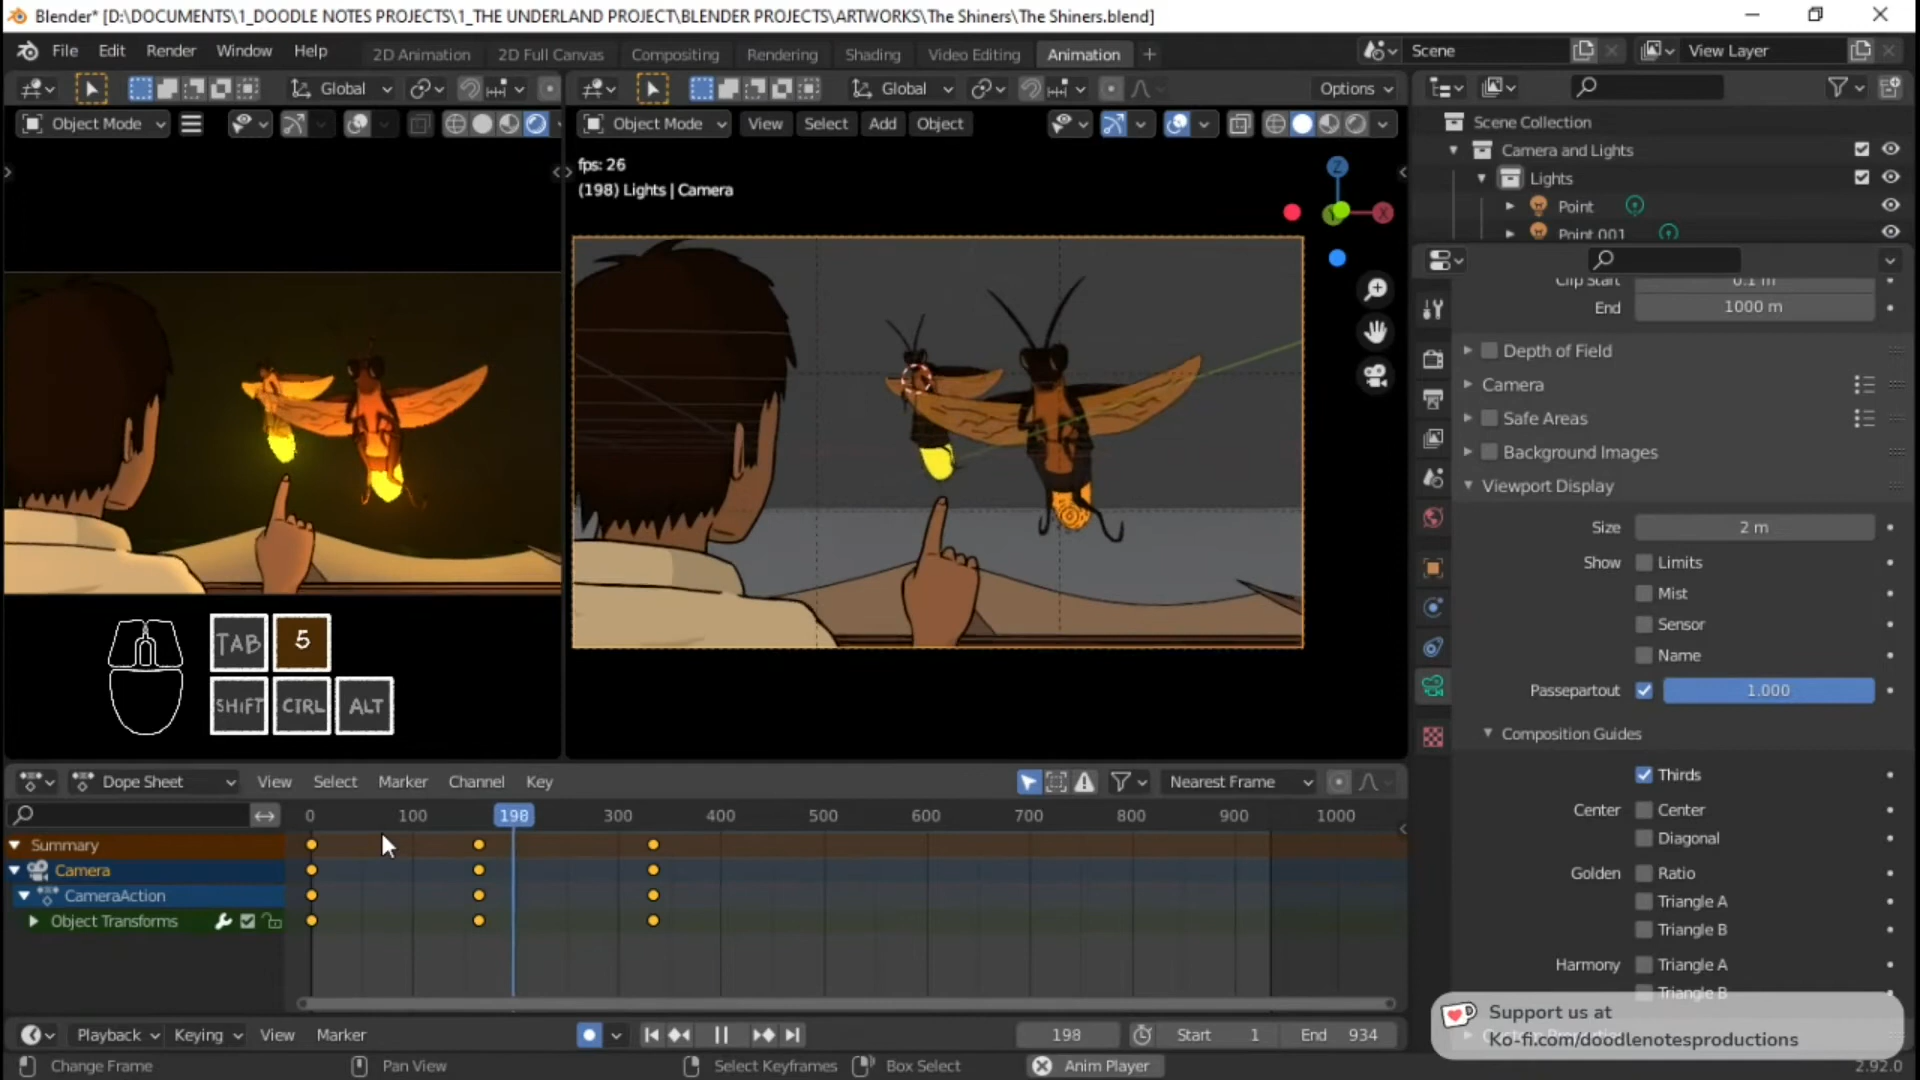 Blender* [D:\DOCUMENTS\1_DOODLE NOTES PROJECTS\1_THE UNDERLAND PROJECT\BLENDER PROJECTS\ARTWORKS\The Shiners\The Shiners.blend]
File Edit Render Window Help 2D Animation 2D Full Canvas Compositing Rendering Shading Video Editing Animation + Scene View Layer
Global Global Options
Object Mode Object Mode View Select Add Object
fps: 26
(198) Lights | Camera
Z
X
Scene Collection
Camera and Lights
Lights
Point
Point.001
Clip Start 0.1 m
End 1000 m
Depth of Field
Camera
Safe Areas
Background Images
Viewport Display
Size 2 m
Show Limits
Mist
Sensor
Name
Passepartout 1.000
Composition Guides
Thirds
Center Center
Diagonal
Golden Ratio
Triangle A
Triangle B
Harmony Triangle A
Triangle B
TAB 5
SHIFT CTRL ALT
Dope Sheet View Select Marker Channel Key Nearest Frame
0 100 198 300 400 500 600 700 800 900 1000
Summary
Camera
CameraAction
Object Transforms
Playback Keying View Marker 198 Start 1 End 934
Change Frame Pan View Select Keyframes Box Select Anim Player 2.92.0
Support us at
Ko-fi.com/doodlenotesproductions